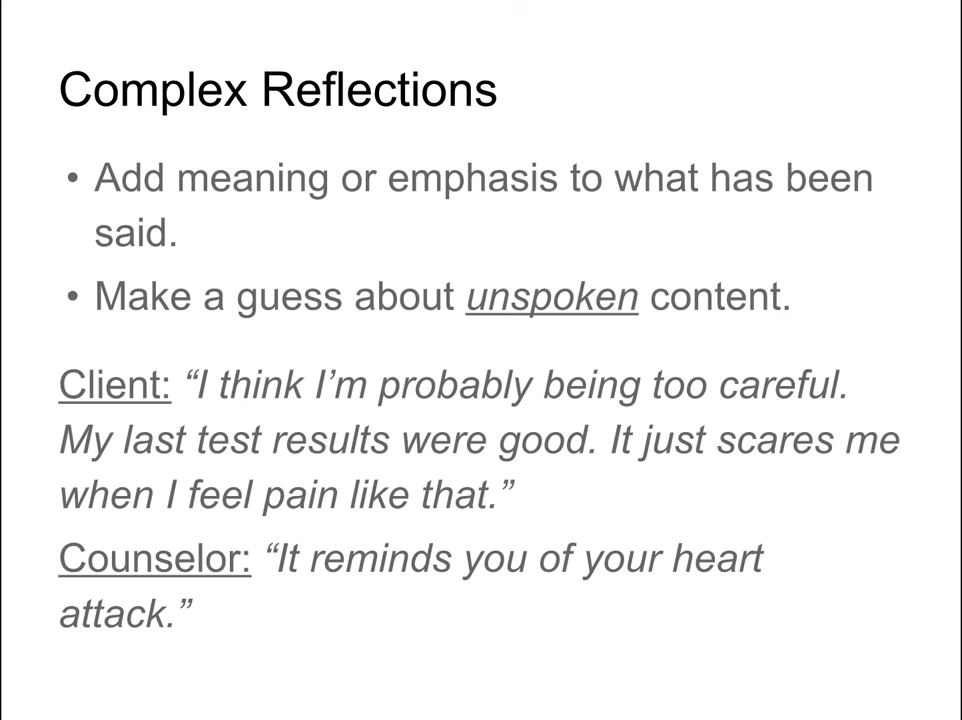 Complex Reflections
• Add meaning or emphasis to what has been
said.
• Make a guess about unspoken content.
Client: “I think I’m probably being too careful.
My last test results were good. It just scares me
when I feel pain like that.”
Counselor: “It reminds you of your heart
attack.”